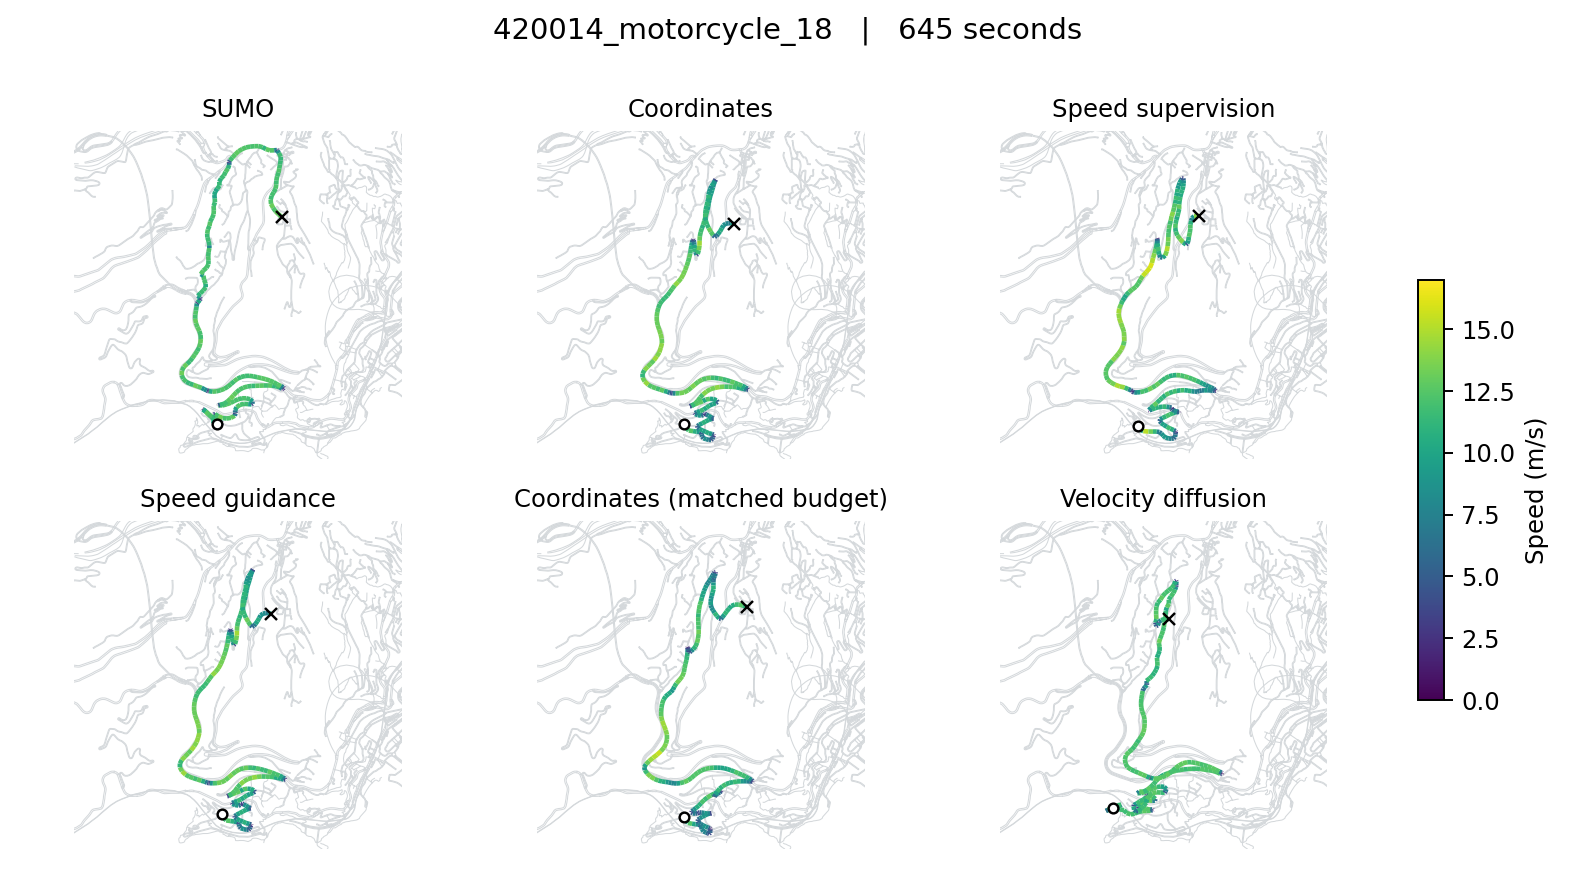 420014_motorcycle_18   |   645 seconds
SUMO
Coordinates
Speed supervision
Speed guidance
Coordinates (matched budget)
Velocity diffusion
15.0
12.5
10.0
7.5
5.0
2.5
0.0
Speed (m/s)